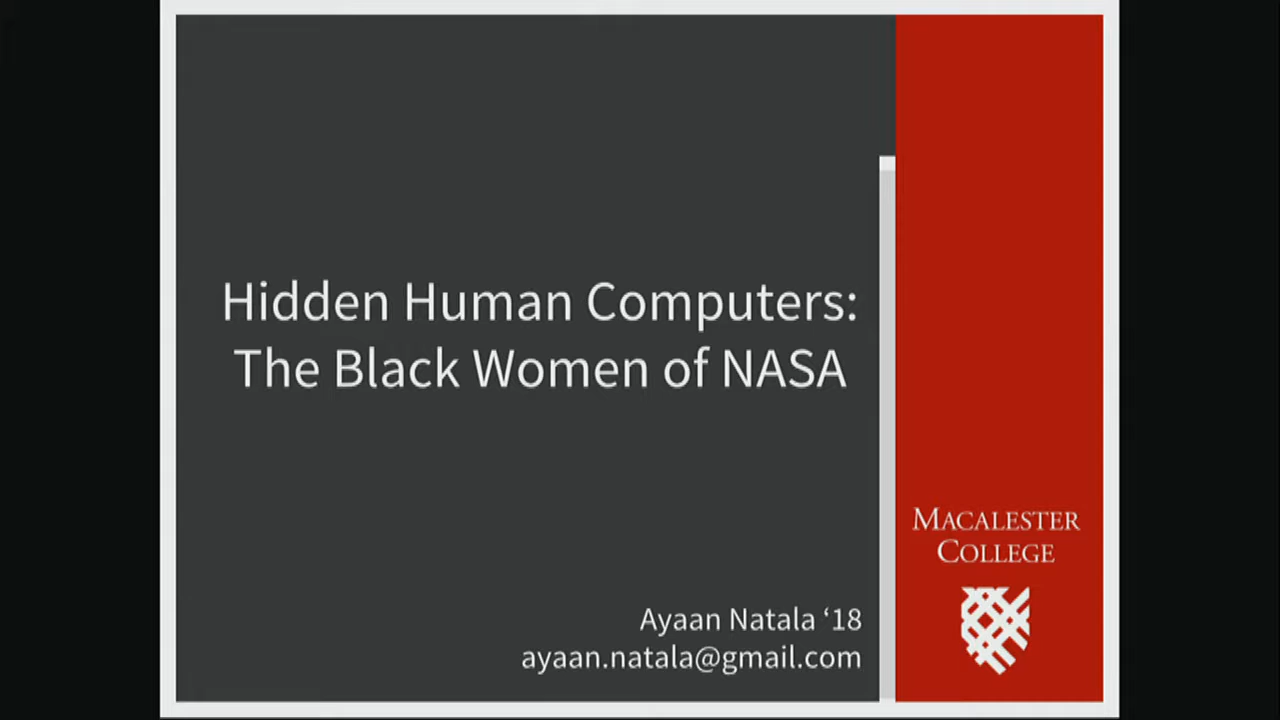 Hidden Human Computers:
The Black Women of NASA
MACALESTER
COLLEGE
Ayaan Natala ‘18
ayaan.natala@gmail.com